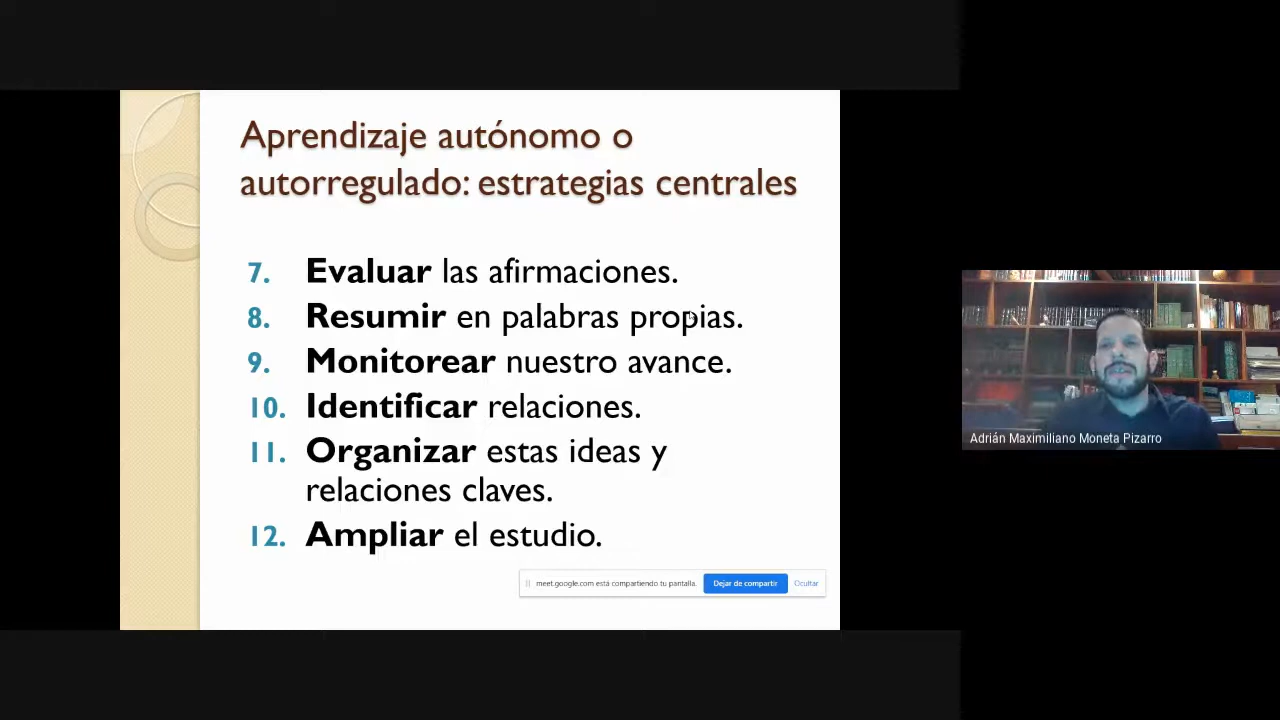 Aprendizaje autónomo o
autorregulado: estrategias centrales
7. Evaluar las afirmaciones.
8. Resumir en palabras propias.
9. Monitorear nuestro avance.
10. Identificar relaciones.
11. Organizar estas ideas y
relaciones claves.
12. Ampliar el estudio.
meet.google.com está compartiendo tu pantalla. Dejar de compartir Ocultar
Adrián Maximiliano Moneta Pizarro